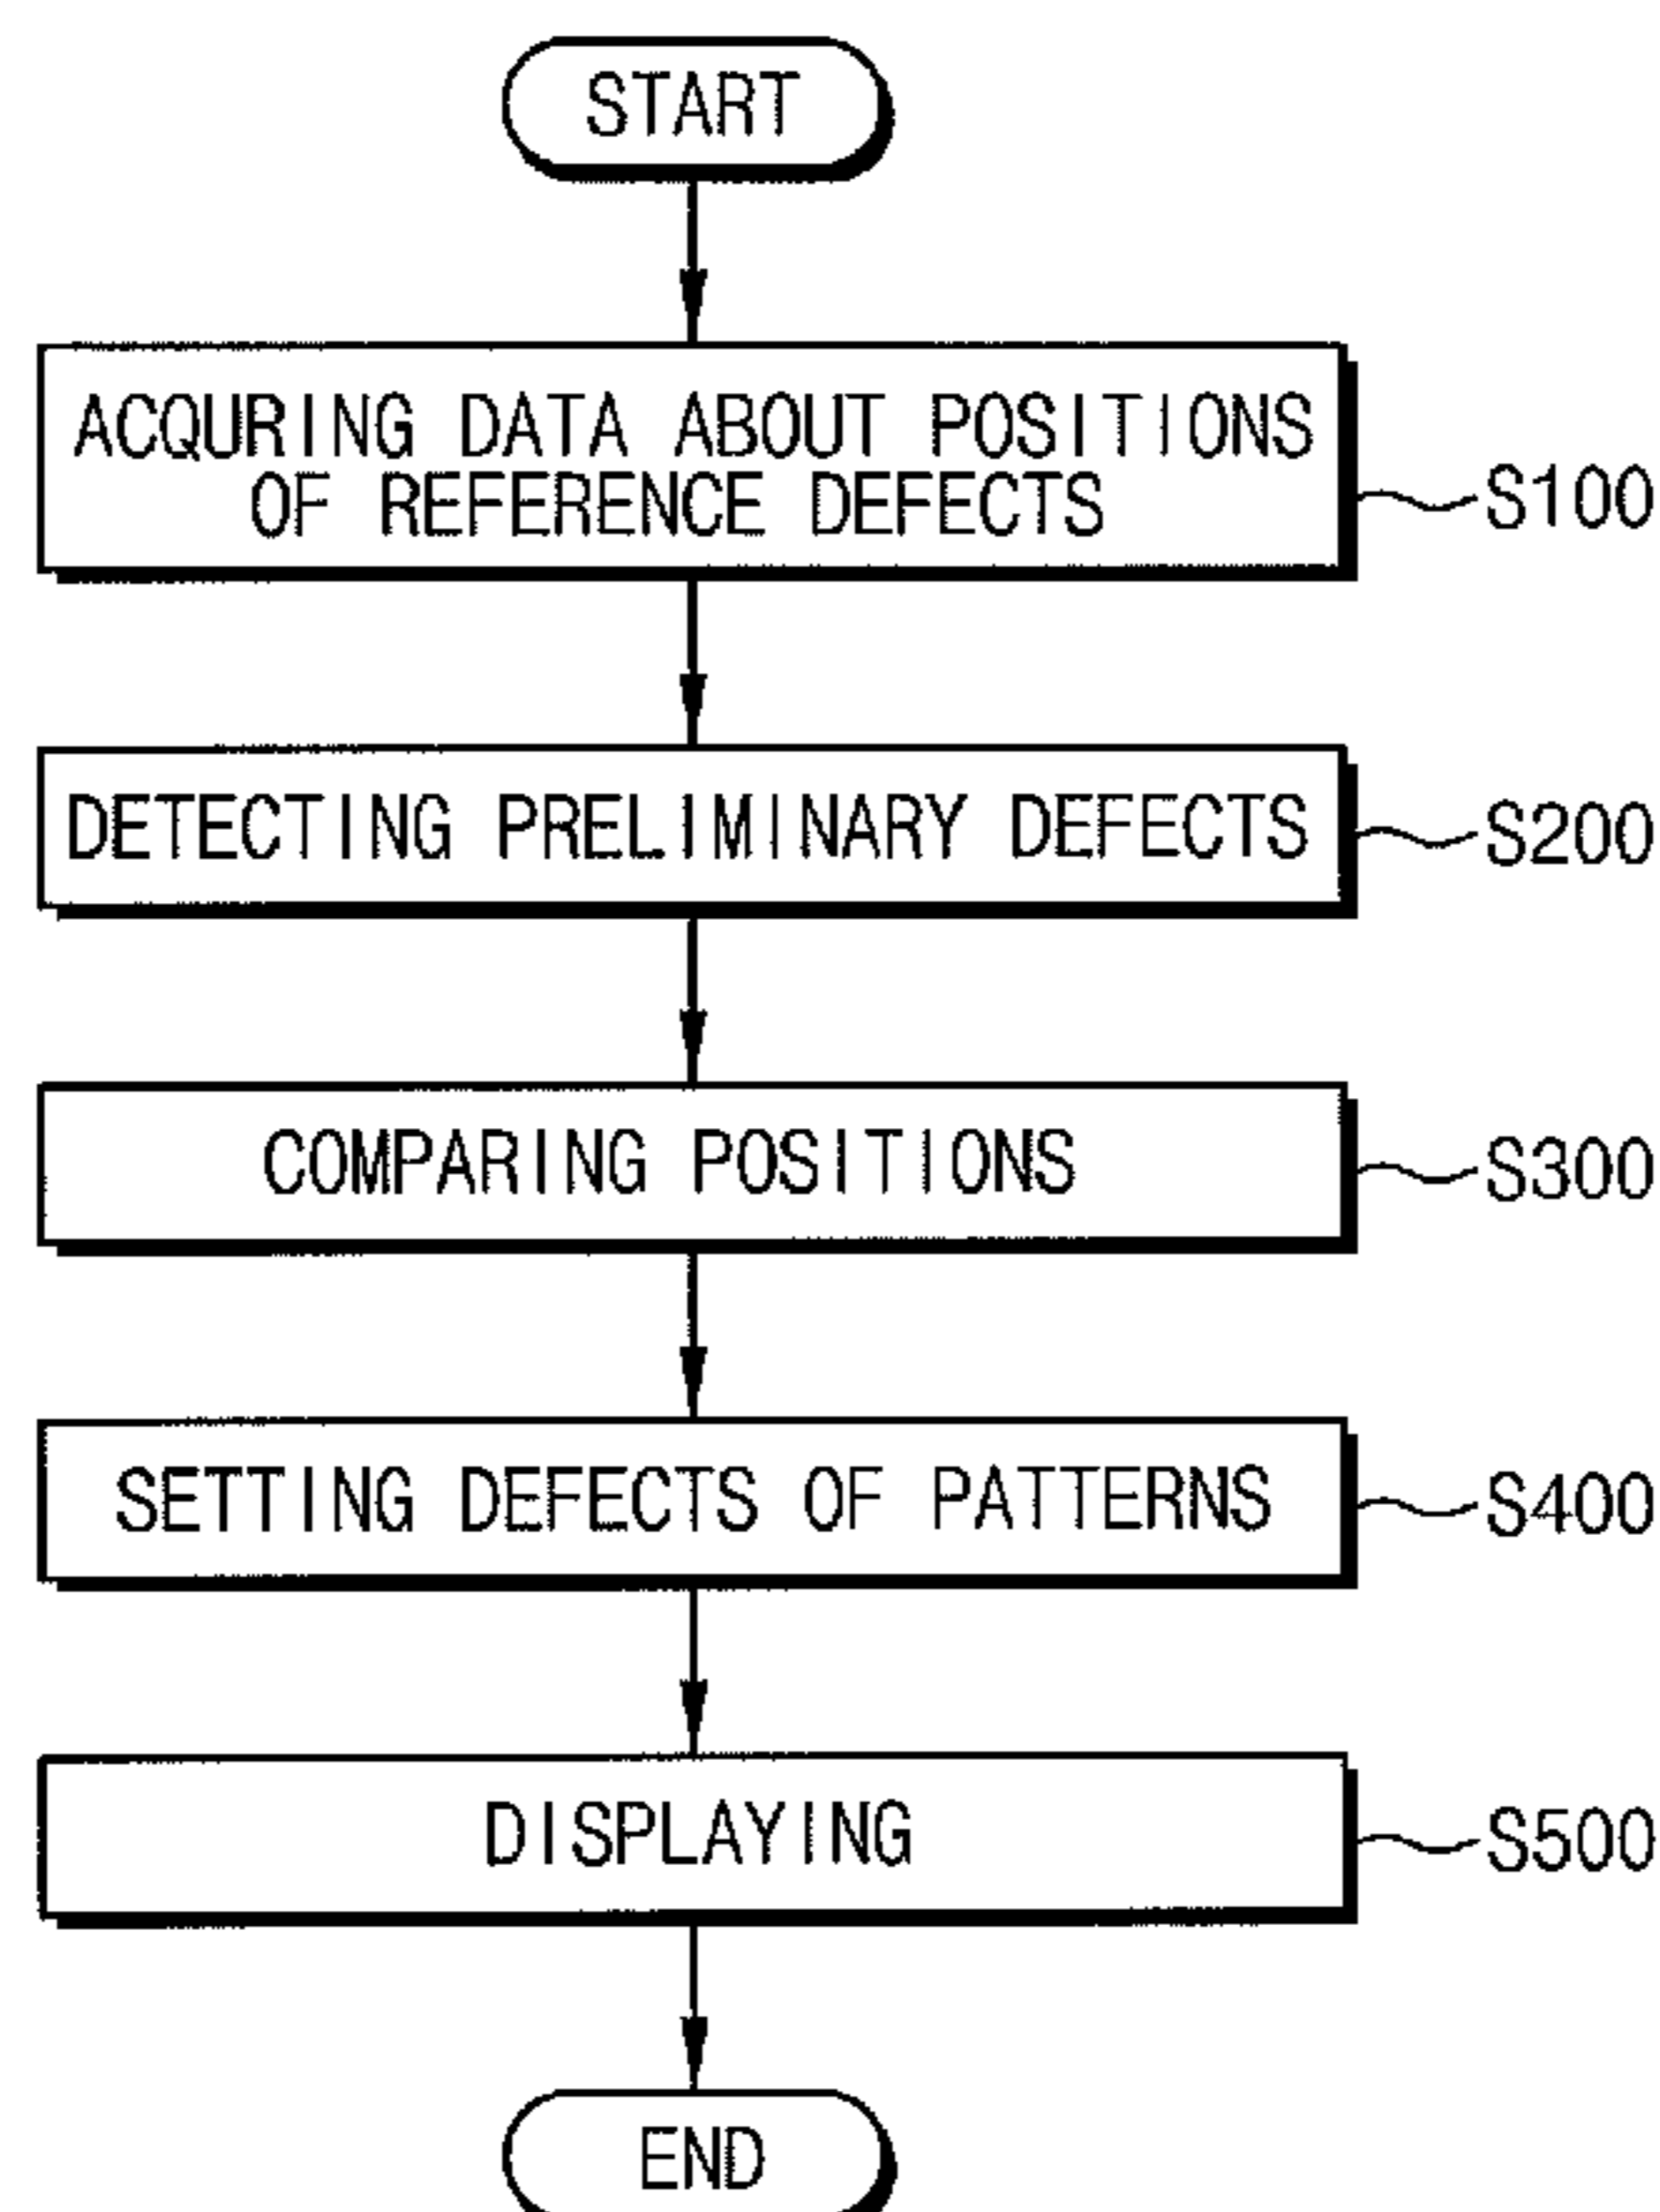 START
ACQURING DATA ABOUT POSITIONS
OF REFERENCE DEFECTS
S100
DETECTING PRELIMINARY DEFECTS
S200
COMPARING POSITIONS
S300
SETTING DEFECTS OF PATTERNS
S400
DISPLAYING
S500
END